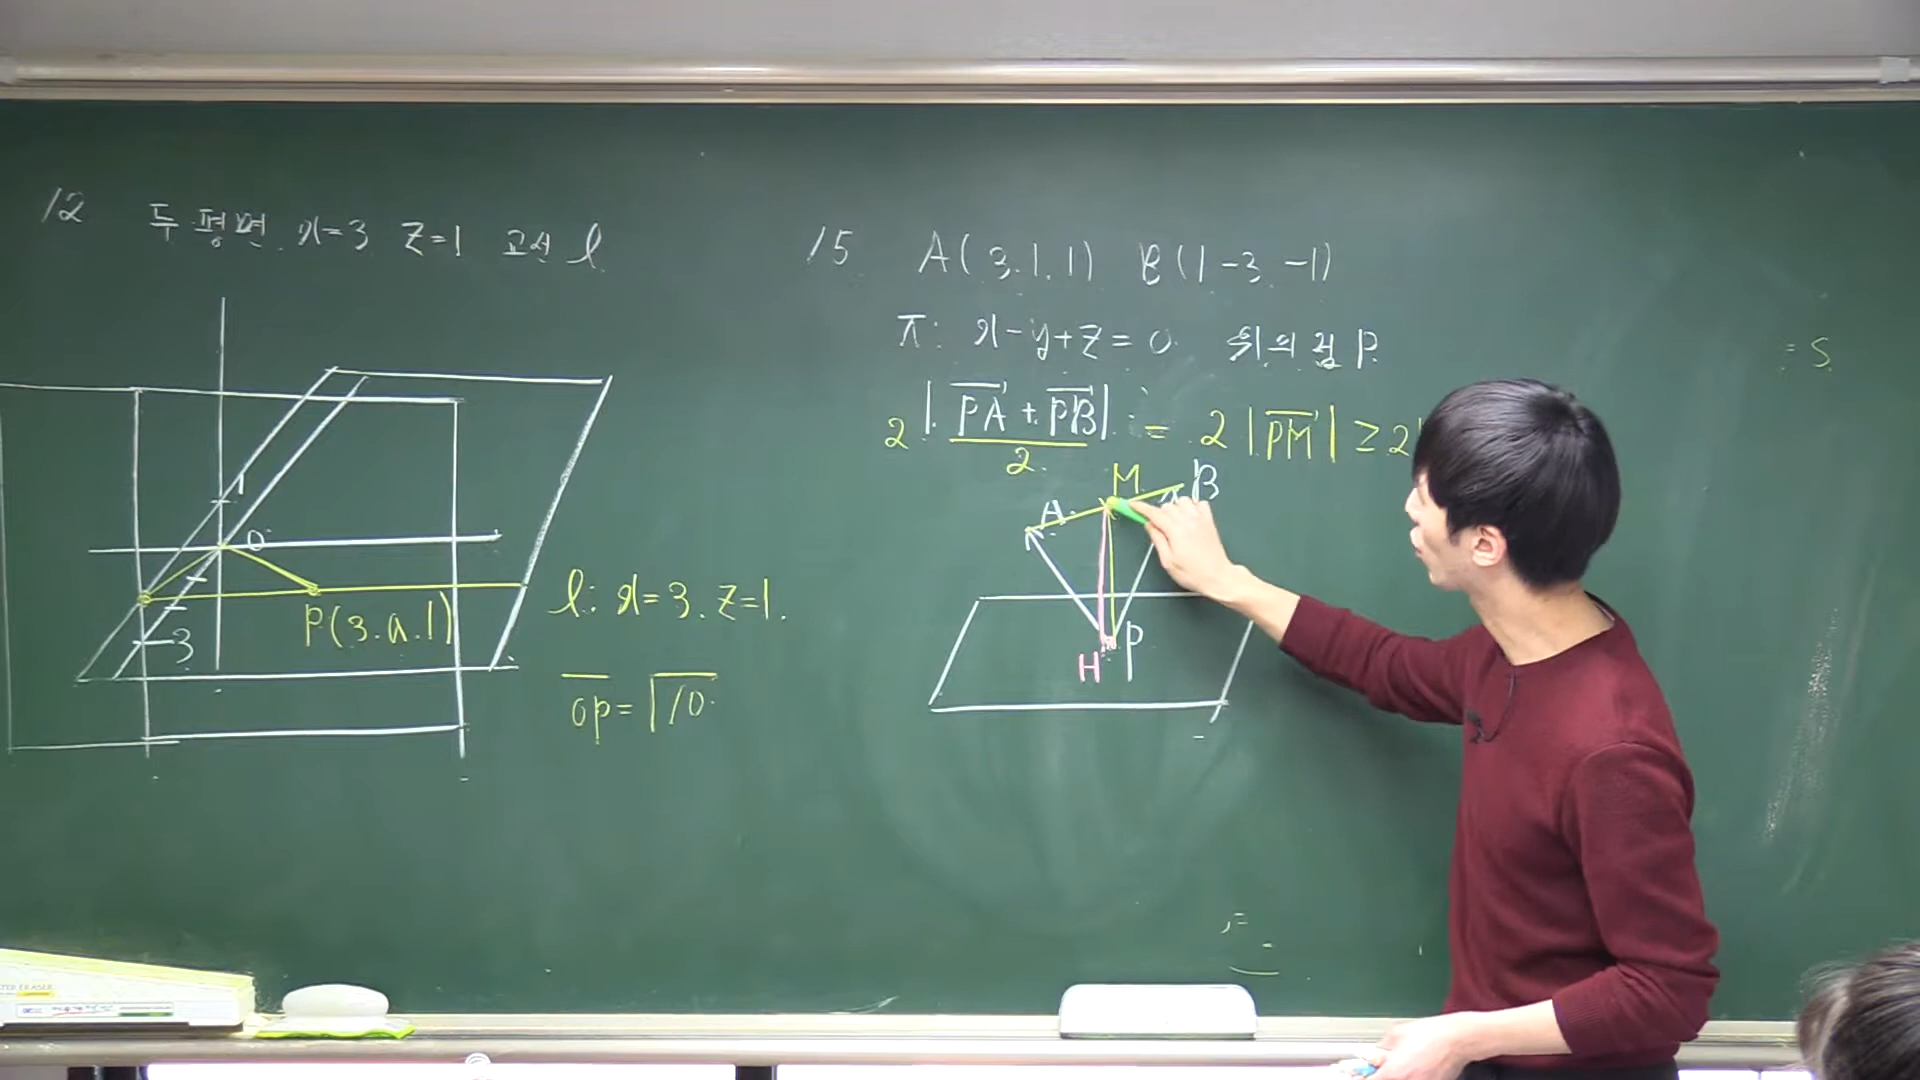 12 두 평면 x=3 z=1 교선 l
1
0
3
P(3.a.1)
l: x=3. z=1.
OP=√10
15 A(3.1.1) B(1-3.-1)
π: x-y+z=0 위의 점 P.
2|PA+PB|/2 = 2|PM| ≥ 2
M B
A
P
H
= S